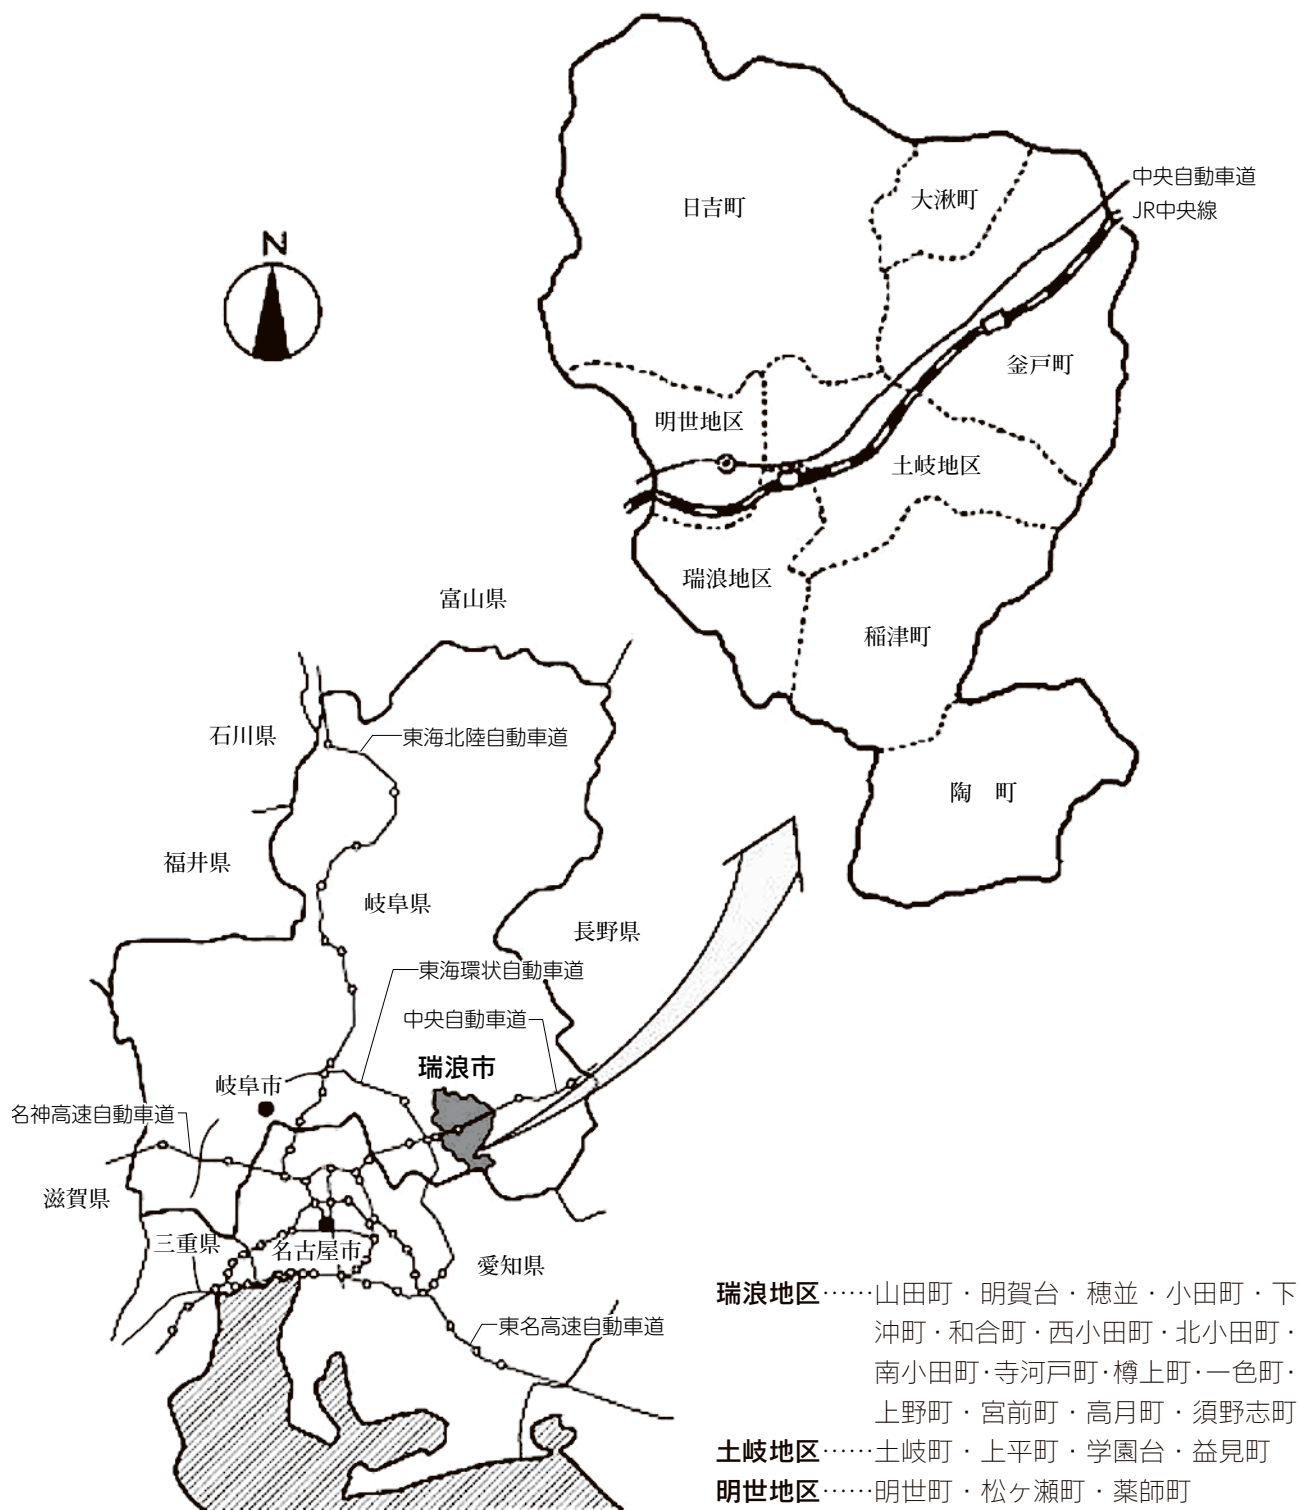 N
日吉町
大湫町
中央自動車道
JR中央線
釜戸町
明世地区
土岐地区
瑞浪地区
稲津町
陶　町
富山県
石川県
東海北陸自動車道
福井県
岐阜県
長野県
東海環状自動車道
中央自動車道
瑞浪市
岐阜市
名神高速自動車道
滋賀県
三重県
名古屋市
愛知県
東名高速自動車道
瑞浪地区……山田町・明賀台・穂並・小田町・下
沖町・和合町・西小田町・北小田町・
南小田町・寺河戸町・樽上町・一色町・
上野町・宮前町・高月町・須野志町
土岐地区……土岐町・上平町・学園台・益見町
明世地区……明世町・松ヶ瀬町・薬師町